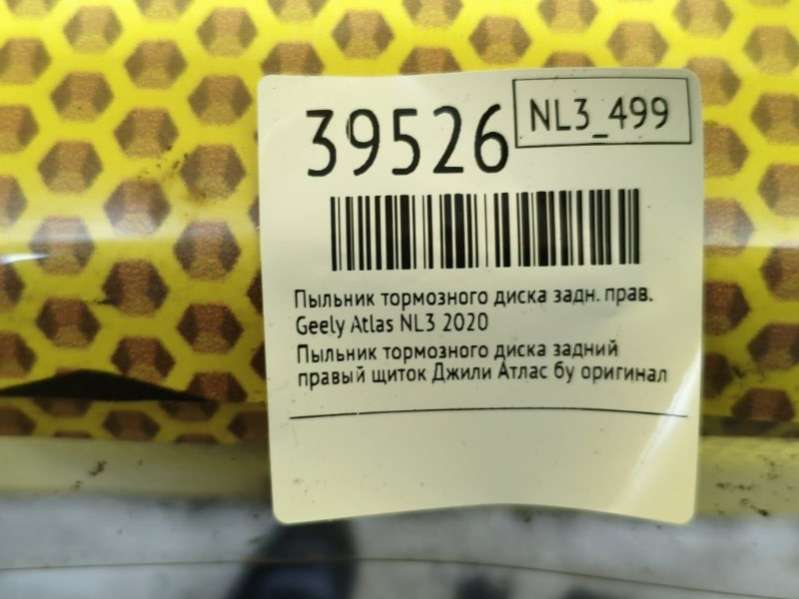 39526
NL3_499
Пыльник тормозного диска задн. прав.
Geely Atlas NL3 2020
Пыльник тормозного диска задний
правый щиток Джили Атлас бу оригинал